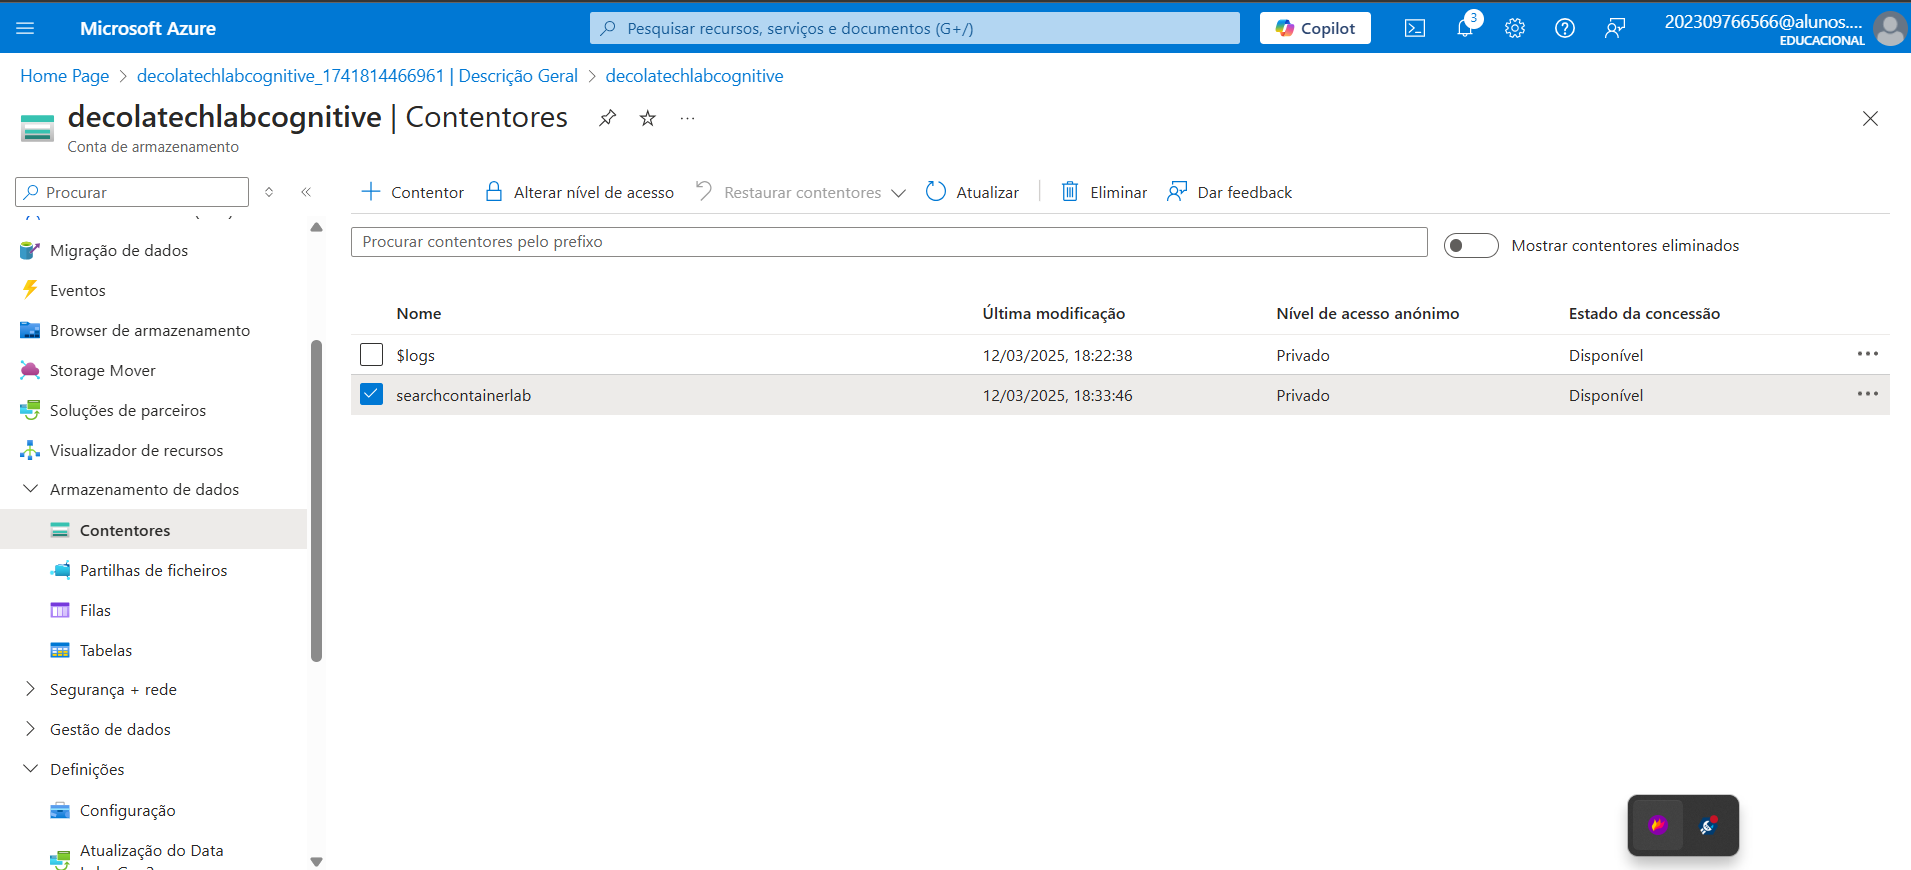 Microsoft Azure
Pesquisar recursos, serviços e documentos (G+/)
Copilot
3
202309766566@alunos....
EDUCACIONAL
Home Page > decolatechlabcognitive_1741814466961 | Descrição Geral > decolatechlabcognitive
decolatechlabcognitive | Contentores
Conta de armazenamento
Procurar
Migração de dados
Eventos
Browser de armazenamento
Storage Mover
Soluções de parceiros
Visualizador de recursos
Armazenamento de dados
Contentores
Partilhas de ficheiros
Filas
Tabelas
Segurança + rede
Gestão de dados
Definições
Configuração
Atualização do Data
Contentor Alterar nível de acesso Restaurar contentores Atualizar Eliminar Dar feedback
Procurar contentores pelo prefixo
Mostrar contentores eliminados
Nome Última modificação Nível de acesso anónimo Estado da concessão
$logs 12/03/2025, 18:22:38 Privado Disponível
searchcontainerlab 12/03/2025, 18:33:46 Privado Disponível